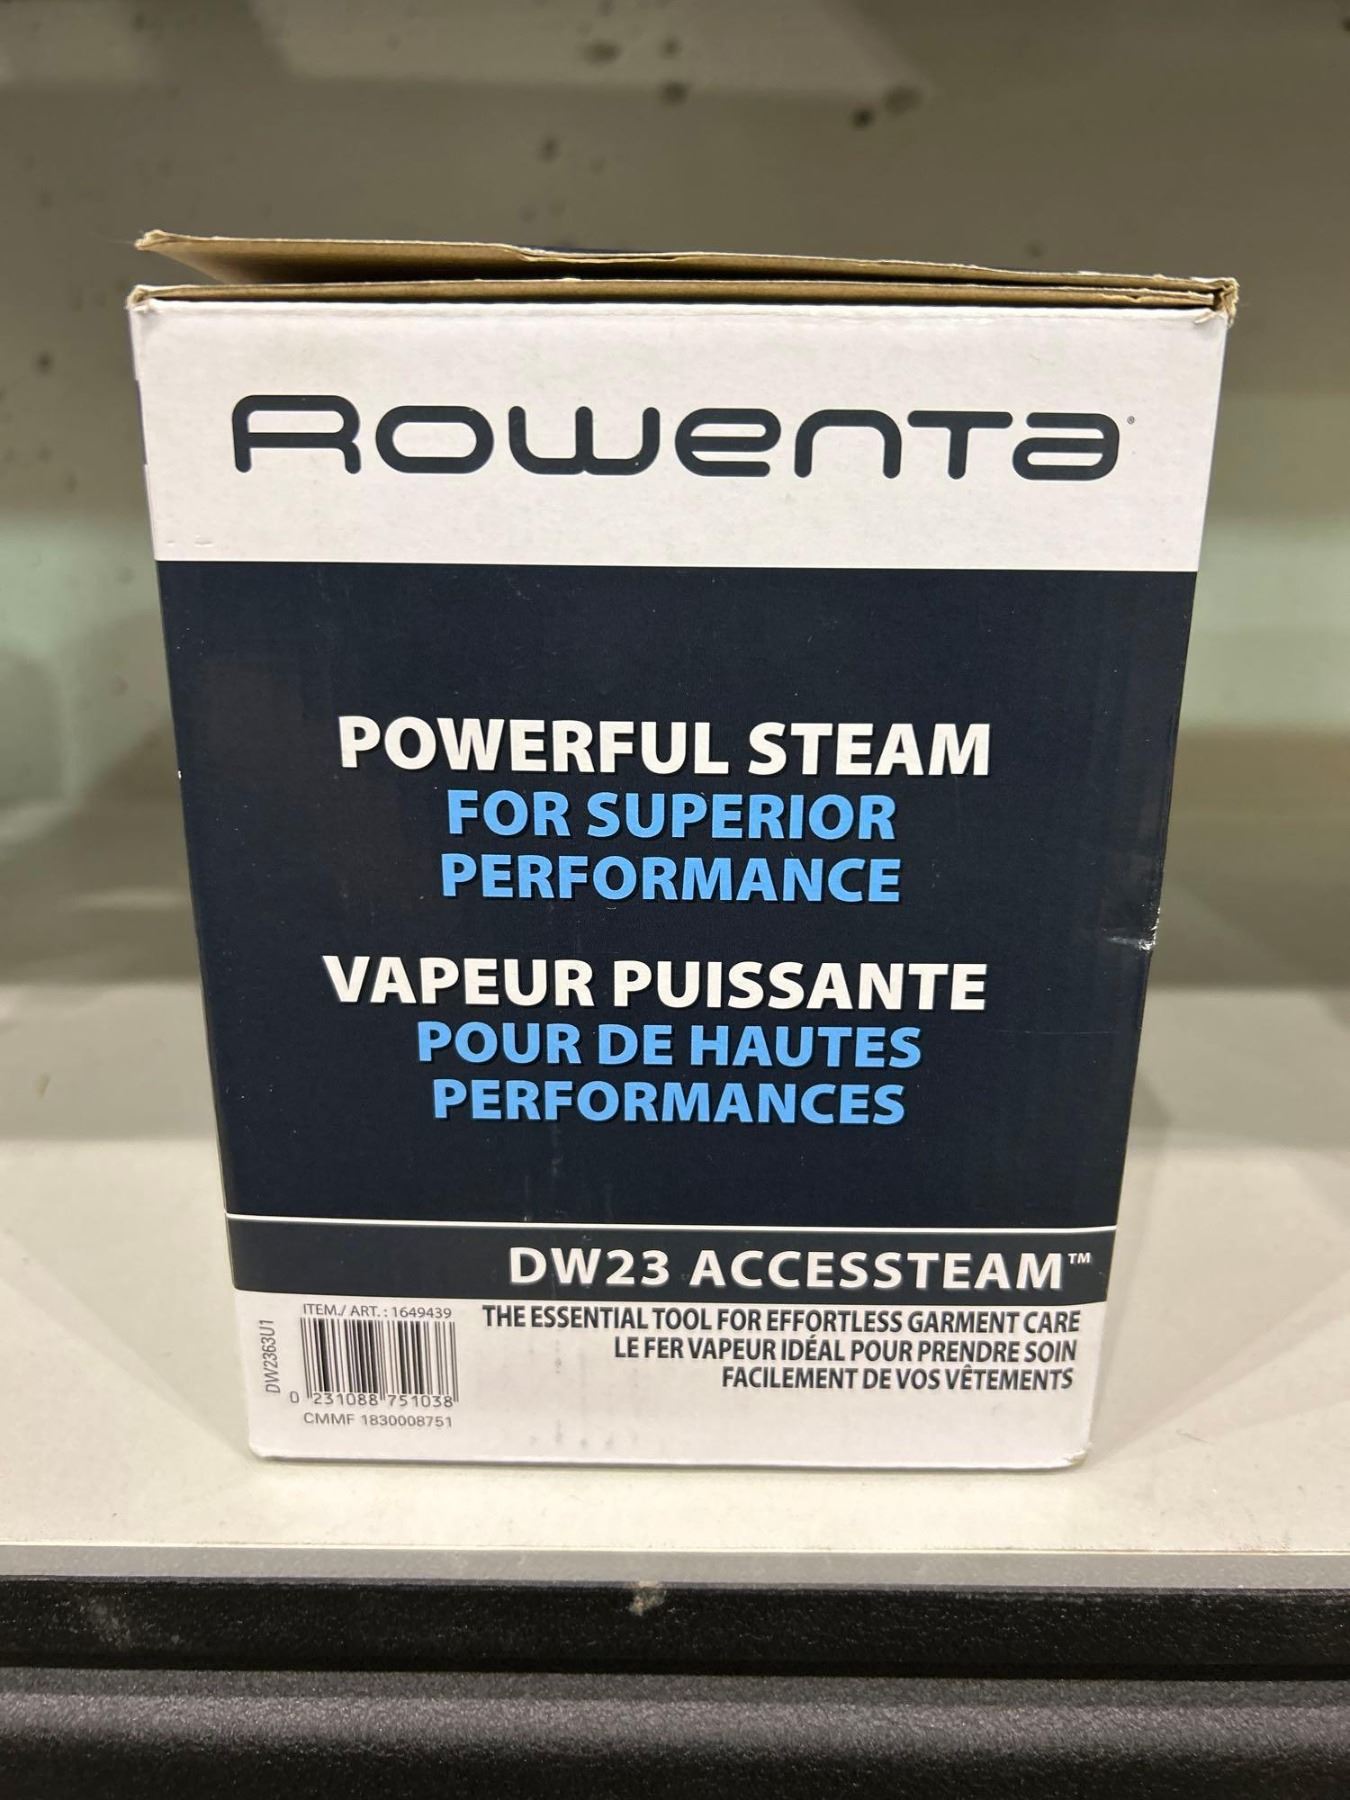 Rowenta®
POWERFUL STEAM
FOR SUPERIOR
PERFORMANCE
VAPEUR PUISSANTE
POUR DE HAUTES
PERFORMANCES
DW23 ACCESSTEAM™
ITEM./ ART. : 1649439
DW2363U1
0 231088 751038
CMMF 1830008751
THE ESSENTIAL TOOL FOR EFFORTLESS GARMENT CARE
LE FER VAPEUR IDÉAL POUR PRENDRE SOIN
FACILEMENT DE VOS VÊTEMENTS